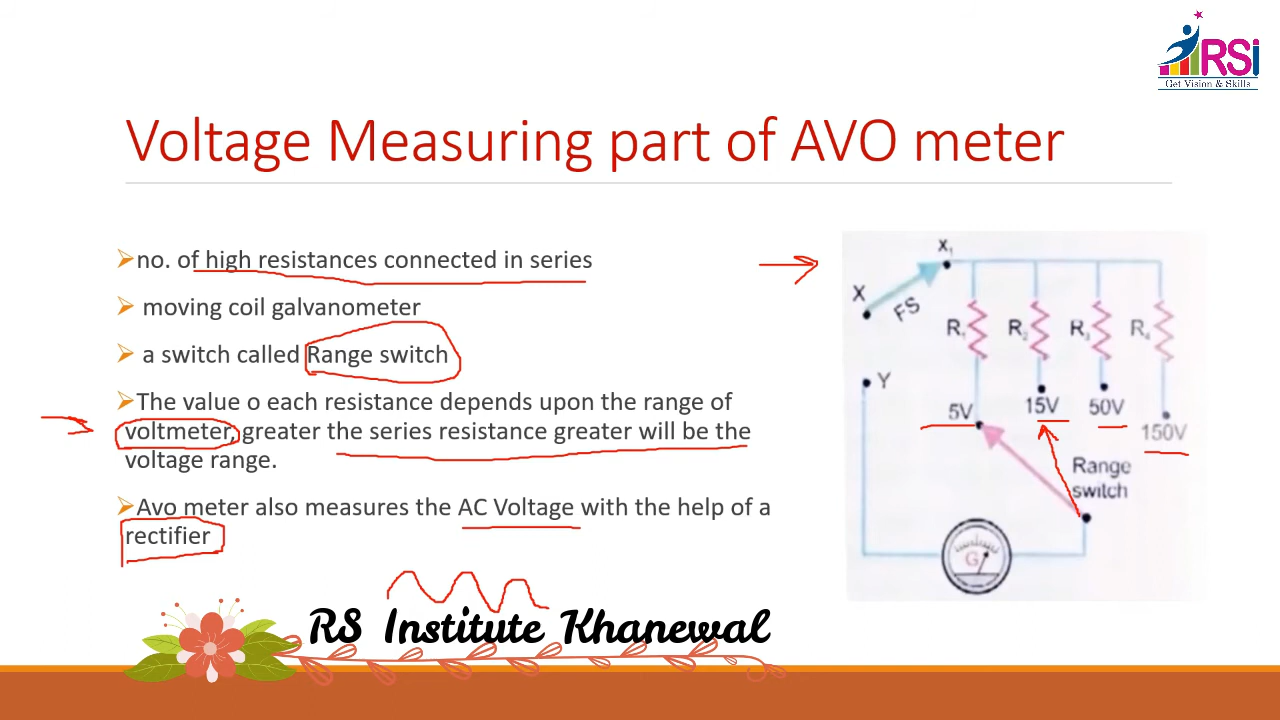 RSi
Get Vision & Skills
Voltage Measuring part of AVO meter
no. of high resistances connected in series
moving coil galvanometer
a switch called Range switch
The value o each resistance depends upon the range of
voltmeter, greater the series resistance greater will be the
voltage range.
Avo meter also measures the AC Voltage with the help of a
rectifier
X₁
X
FS
R₁ R₂ R₃ R₄
Y
5V 15V 50V 150V
Range
switch
G
RS Institute Khanewal